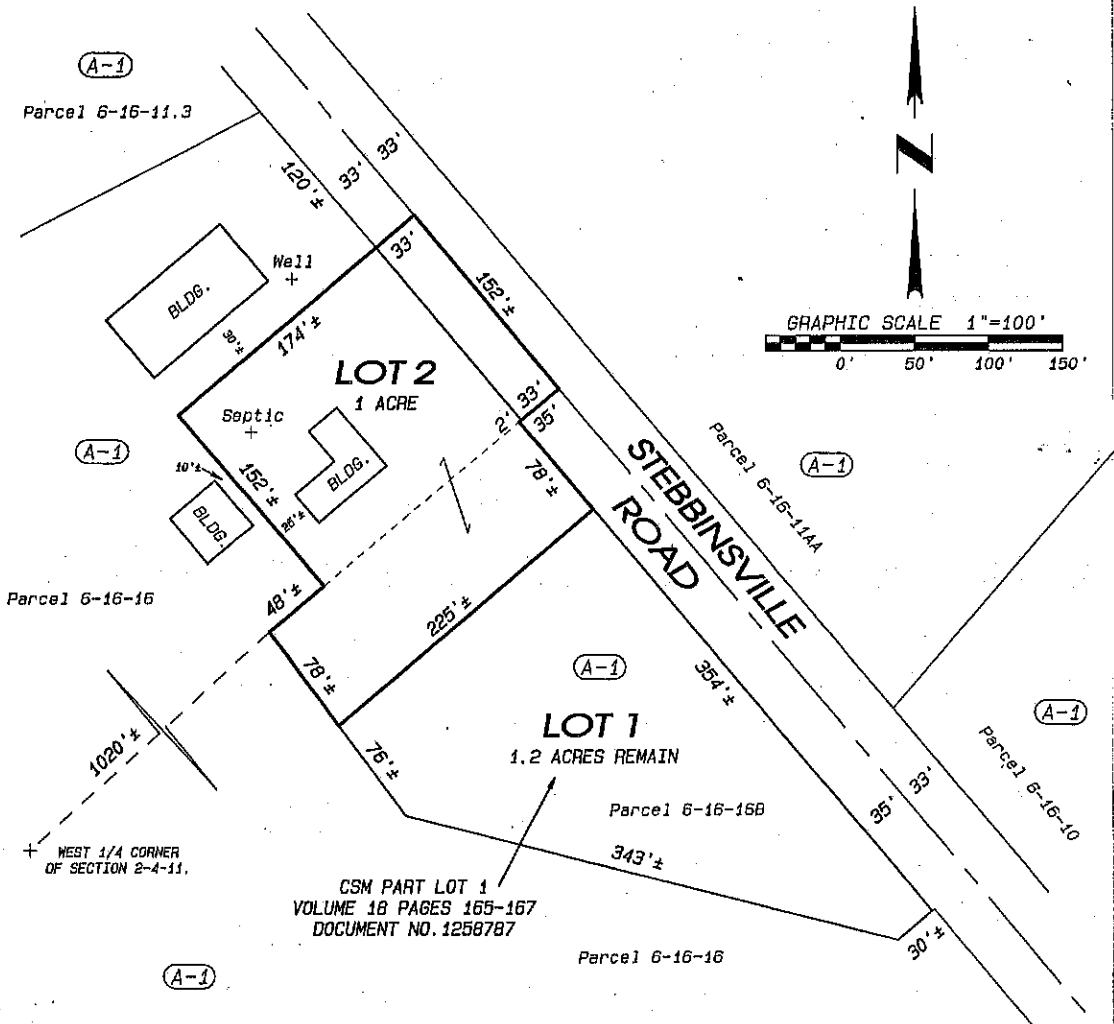 A-1
Parcel 6-16-11.3
120'±
33'
33'
N
Well
BLDG.
33'
152'±
GRAPHIC SCALE 1"=100'
0' 50' 100' 150'
30'±
174'±
LOT 2
1 ACRE
Septic
33'
2'
35'
A-1
10'±
152'±
BLDG.
26'±
BLDG.
78'±
STEBBINSVILLE
ROAD
Parcel 6-16-11AA
A-1
Parcel 6-16-16
48'±
225'±
78'±
A-1
354'±
A-1
LOT 1
1.2 ACRES REMAIN
1020'±
76'±
Parcel 6-16-10
Parcel 6-16-16B
35'
33'
343'±
WEST 1/4 CORNER
OF SECTION 2-4-11.
CSM PART LOT 1
VOLUME 18 PAGES 165-167
DOCUMENT NO. 1258787
30'±
Parcel 6-16-16
A-1